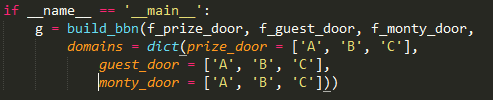 if __name__ == '__main__':
    g = build_bbn(f_prize_door, f_guest_door, f_monty_door,
        domains = dict(prize_door = ['A', 'B', 'C'],
            guest_door = ['A', 'B', 'C'],
            monty_door = ['A', 'B', 'C']))